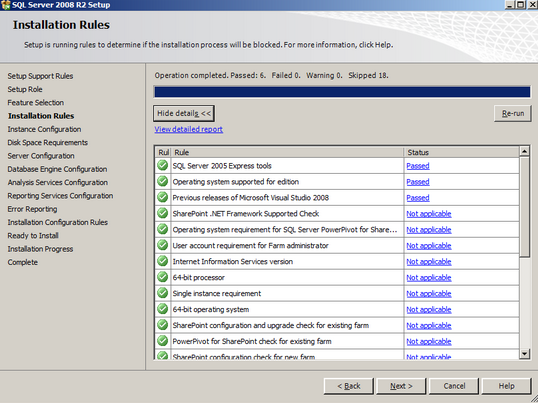 SQL Server 2008 R2 Setup
Installation Rules
Setup is running rules to determine if the installation process will be blocked. For more information, click Help.
Setup Support Rules
Setup Role
Feature Selection
Installation Rules
Instance Configuration
Disk Space Requirements
Server Configuration
Database Engine Configuration
Analysis Services Configuration
Reporting Services Configuration
Error Reporting
Installation Configuration Rules
Ready to Install
Installation Progress
Complete
Operation completed. Passed: 6. Failed 0. Warning 0. Skipped 18.
Hide details <<
Re-run
View detailed report
Rul Rule Status
SQL Server 2005 Express tools Passed
Operating system supported for edition Passed
Previous releases of Microsoft Visual Studio 2008 Passed
SharePoint .NET Framework Supported Check Not applicable
Operating system requirement for SQL Server PowerPivot for Share... Not applicable
User account requirement for Farm administrator Not applicable
Internet Information Services version Not applicable
64-bit processor Not applicable
Single instance requirement Not applicable
64-bit operating system Not applicable
SharePoint configuration and upgrade check for existing farm Not applicable
PowerPivot for SharePoint check for existing farm Not applicable
SharePoint configuration check for new farm Not applicable
< Back
Next >
Cancel
Help